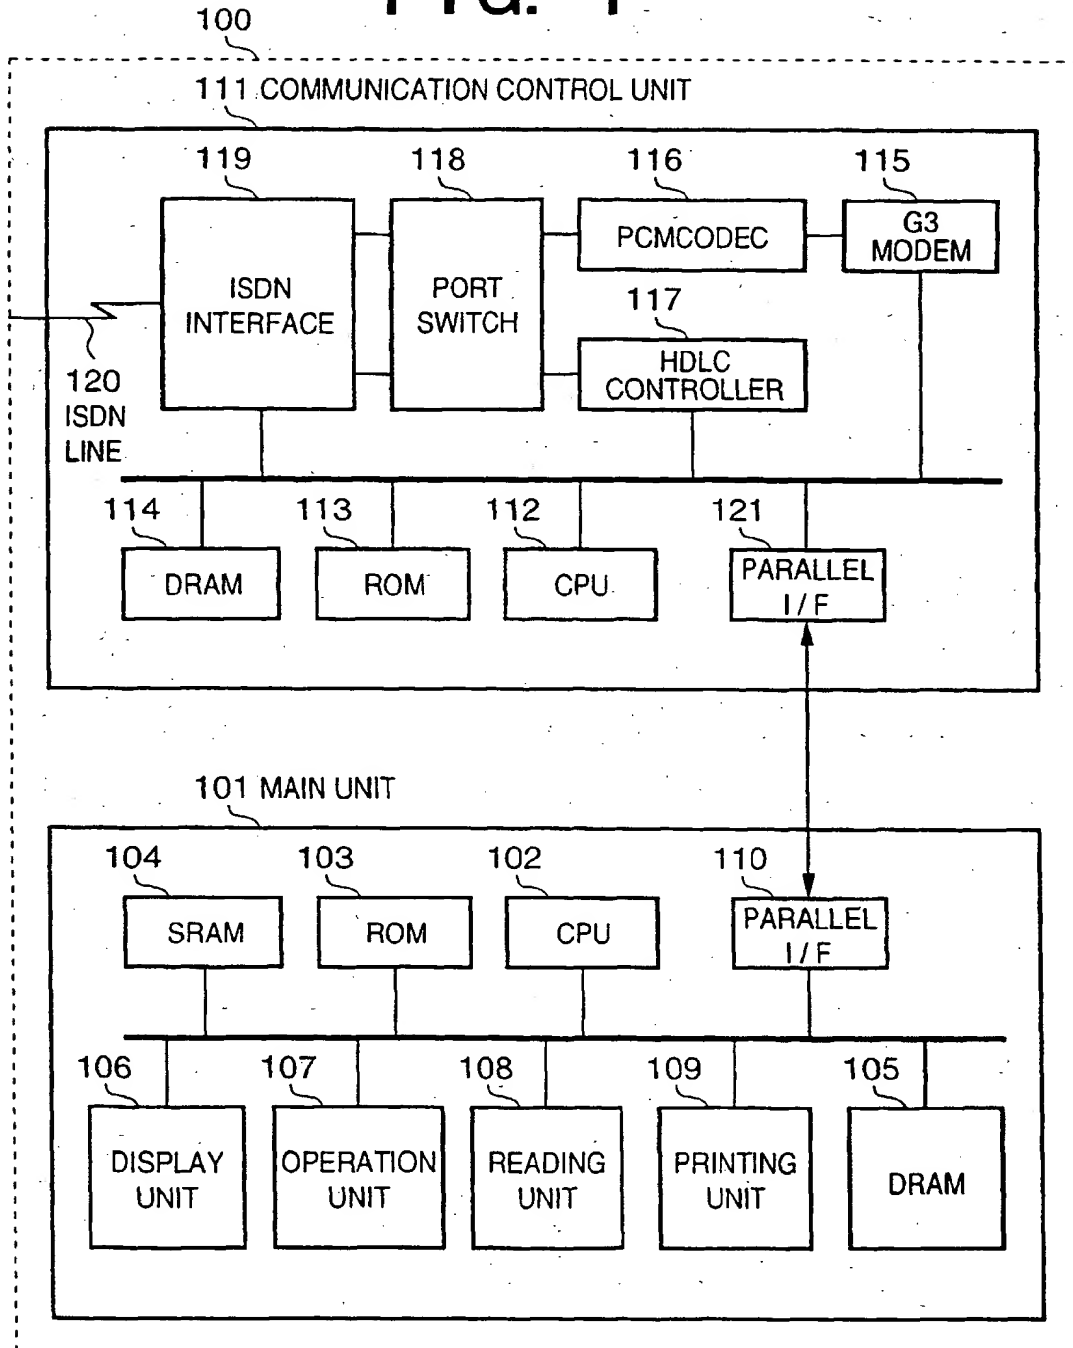 100
111 COMMUNICATION CONTROL UNIT
119
118
116
115
ISDN
INTERFACE
PORT
SWITCH
PCMCODEC
G3
MODEM
117
HDLC
CONTROLLER
120
ISDN
LINE
114
113
112
121
DRAM
ROM
CPU
PARALLEL
I/F
101 MAIN UNIT
104
103
102
110
SRAM
ROM
CPU
PARALLEL
I/F
106
107
108
109
105
DISPLAY
UNIT
OPERATION
UNIT
READING
UNIT
PRINTING
UNIT
DRAM